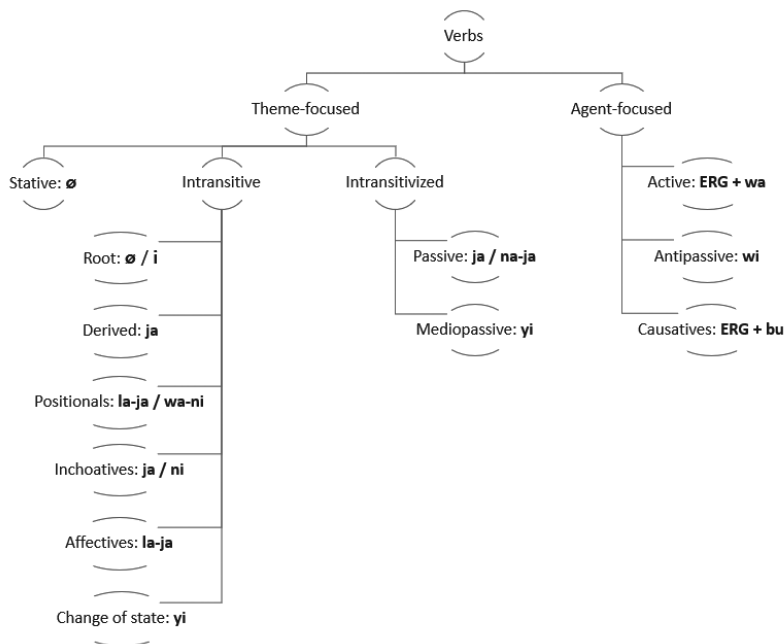 Verbs
Theme-focused
Agent-focused
Stative: ø
Intransitive
Intransitivized
Active: ERG + wa
Root: ø / i
Passive: ja / na-ja
Antipassive: wi
Derived: ja
Mediopassive: yi
Causatives: ERG + bu
Positionals: la-ja / wa-ni
Inchoatives: ja / ni
Affectives: la-ja
Change of state: yi